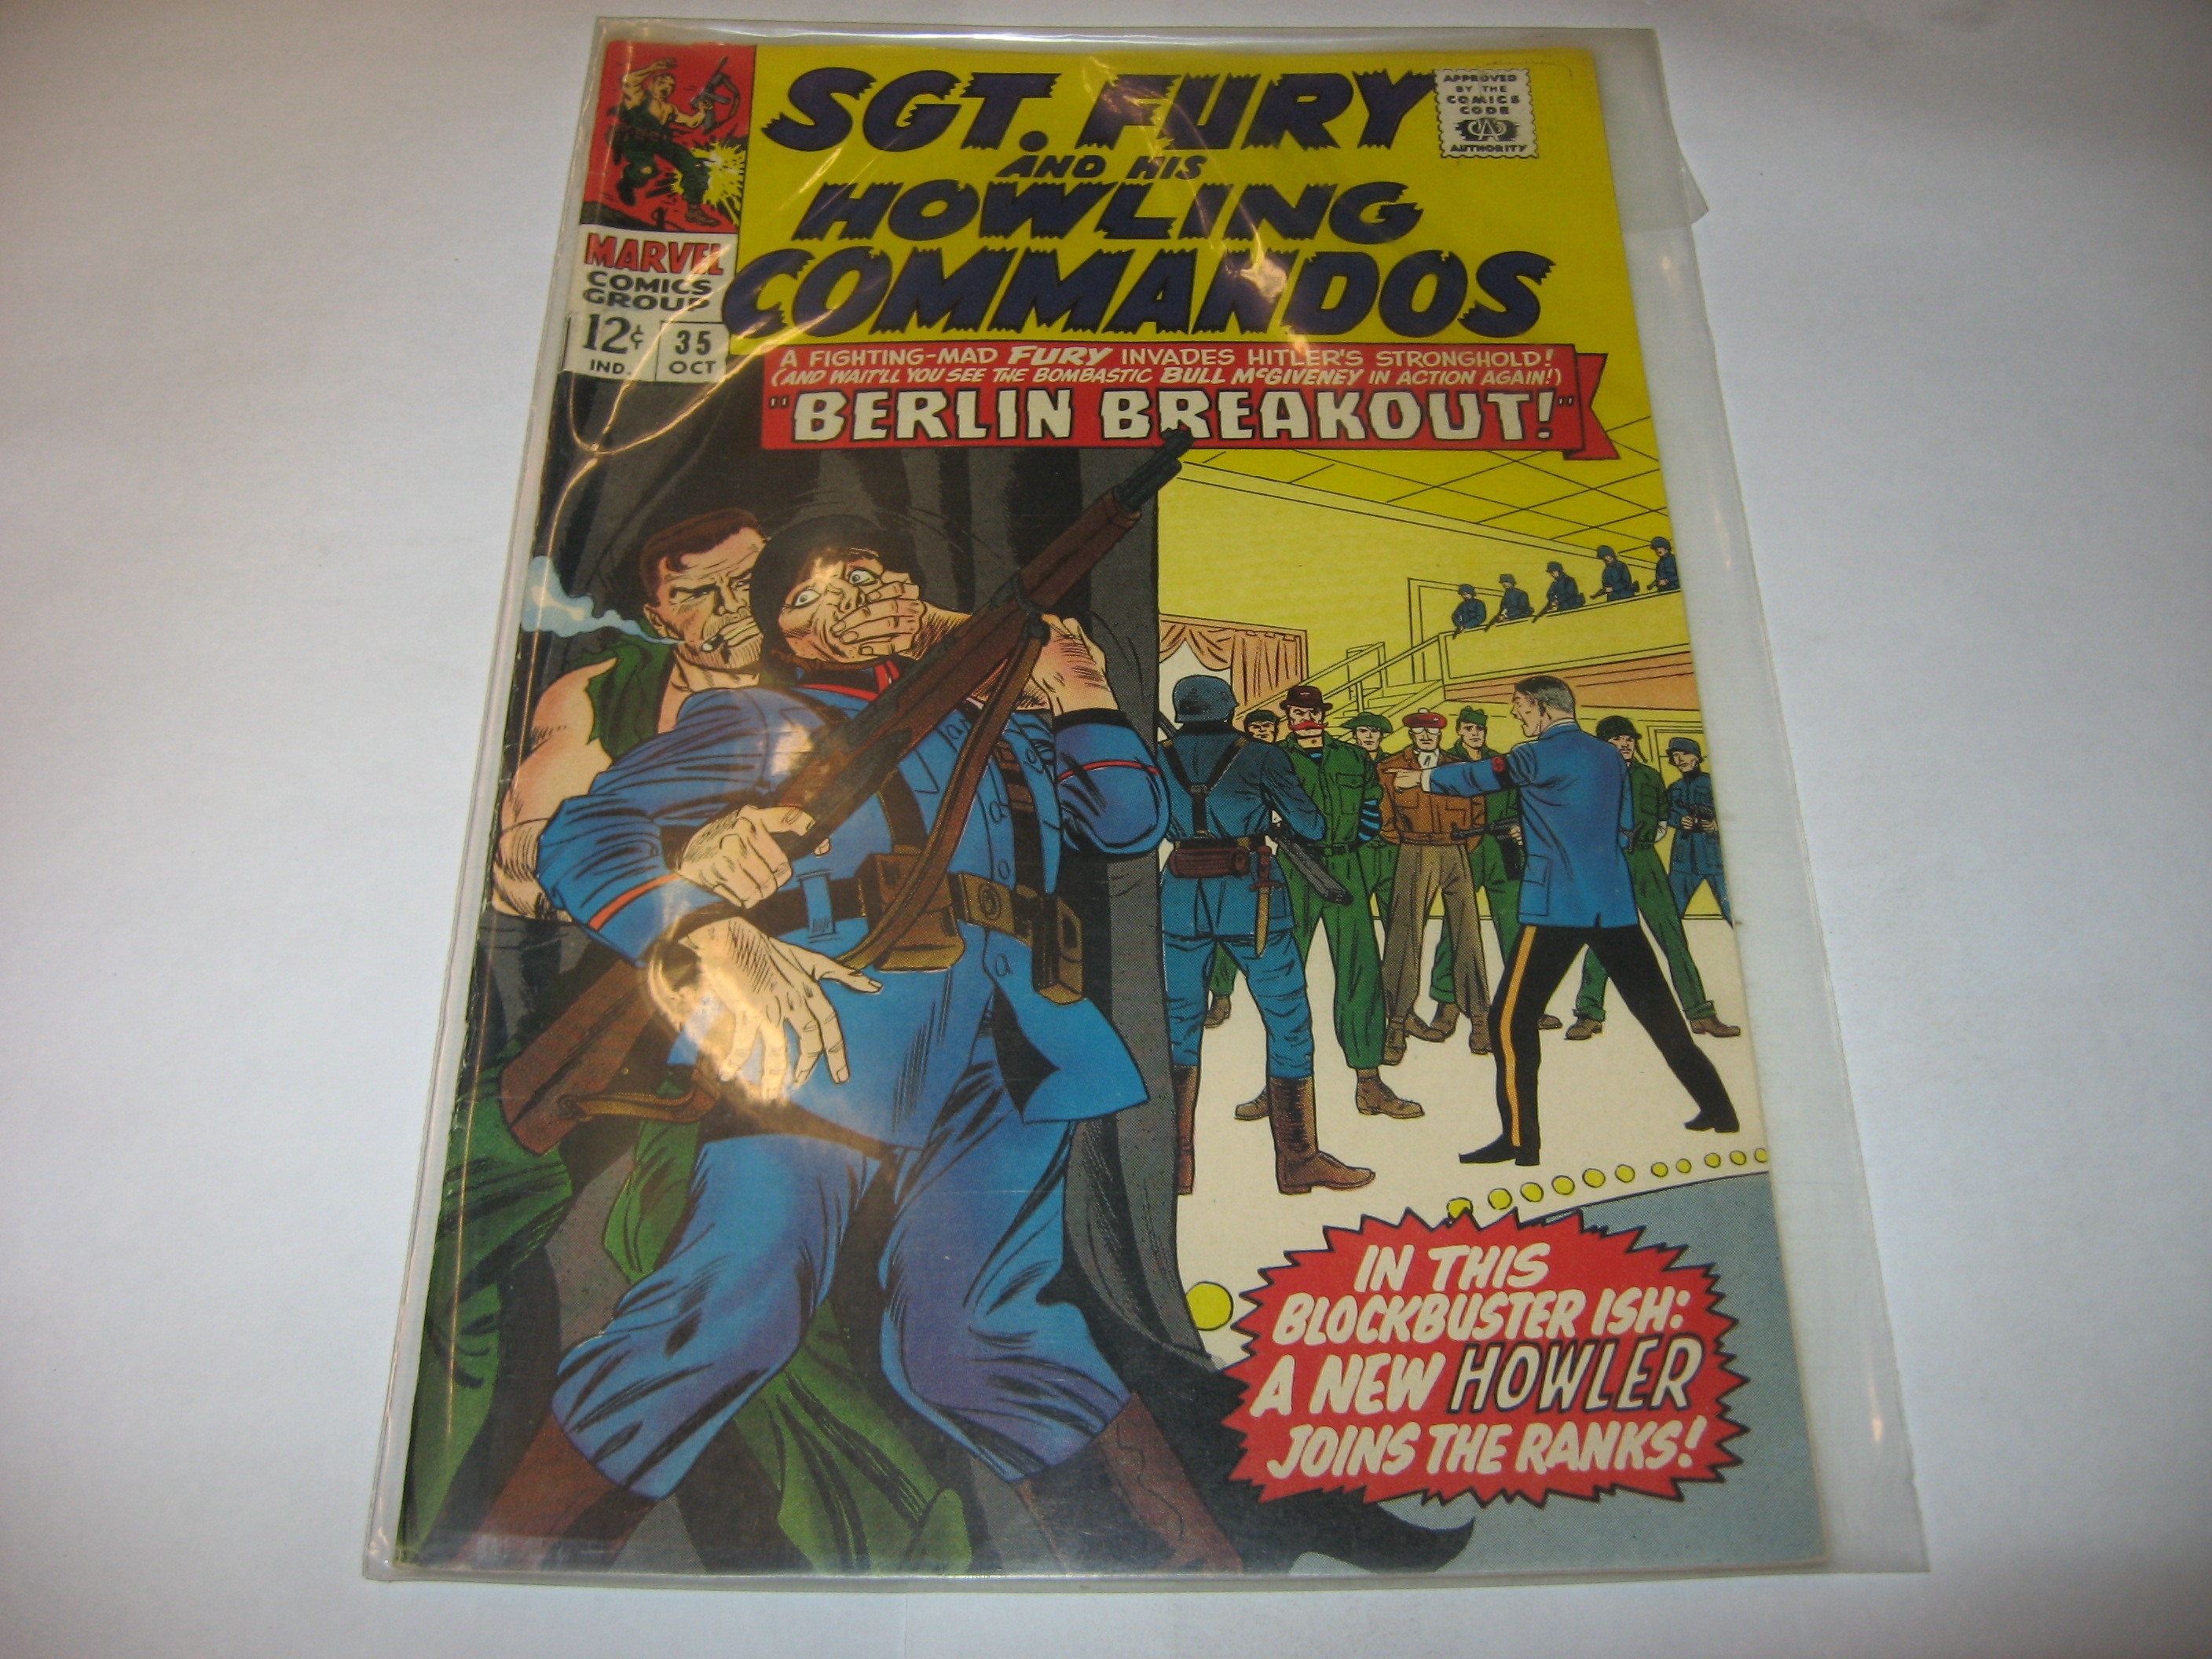 SGT. FURY
AND HIS
HOWLING
COMMANDOS
APPROVED
BY THE
COMICS
CODE
CA
AUTHORITY
MARVEL
COMICS
GROUP
12¢
IND.
35
OCT
A FIGHTING-MAD FURY INVADES HITLER'S STRONGHOLD!
(AND WAIT'LL YOU SEE THE BOMBASTIC BULL McGIVENEY IN ACTION AGAIN!)
"BERLIN BREAKOUT!"
IN THIS
BLOCKBUSTER ISH:
A NEW HOWLER
JOINS THE RANKS!